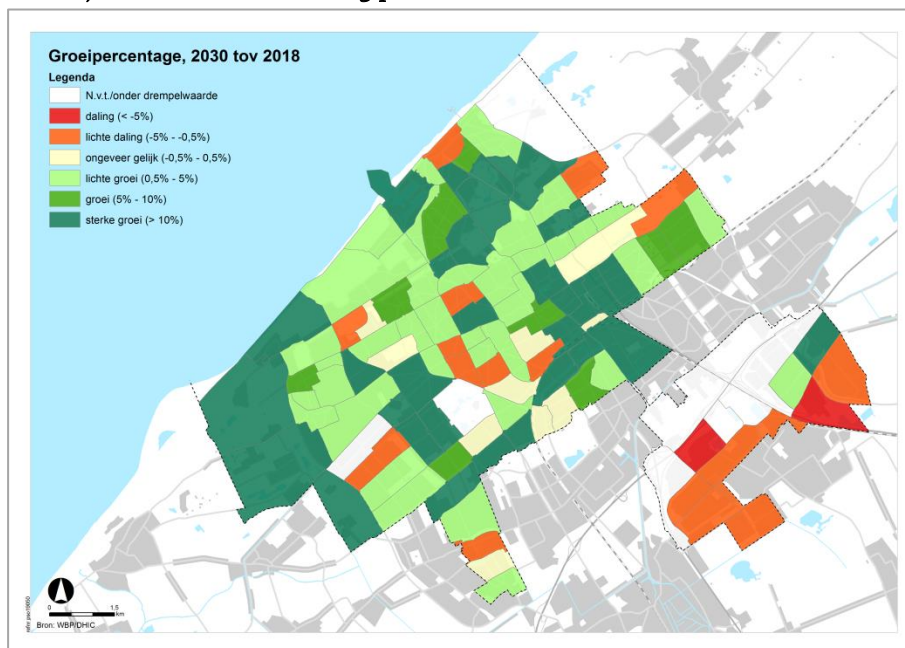 Groeipercentage, 2030 tov 2018
Legenda
N.v.t./onder drempelwaarde
daling (< -5%)
lichte daling (-5% - -0,5%)
ongeveer gelijk (-0,5% - 0,5%)
lichte groei (0,5% - 5%)
groei (5% - 10%)
sterke groei (> 10%)
0 1.5
km
Bron: WBP/DHIC